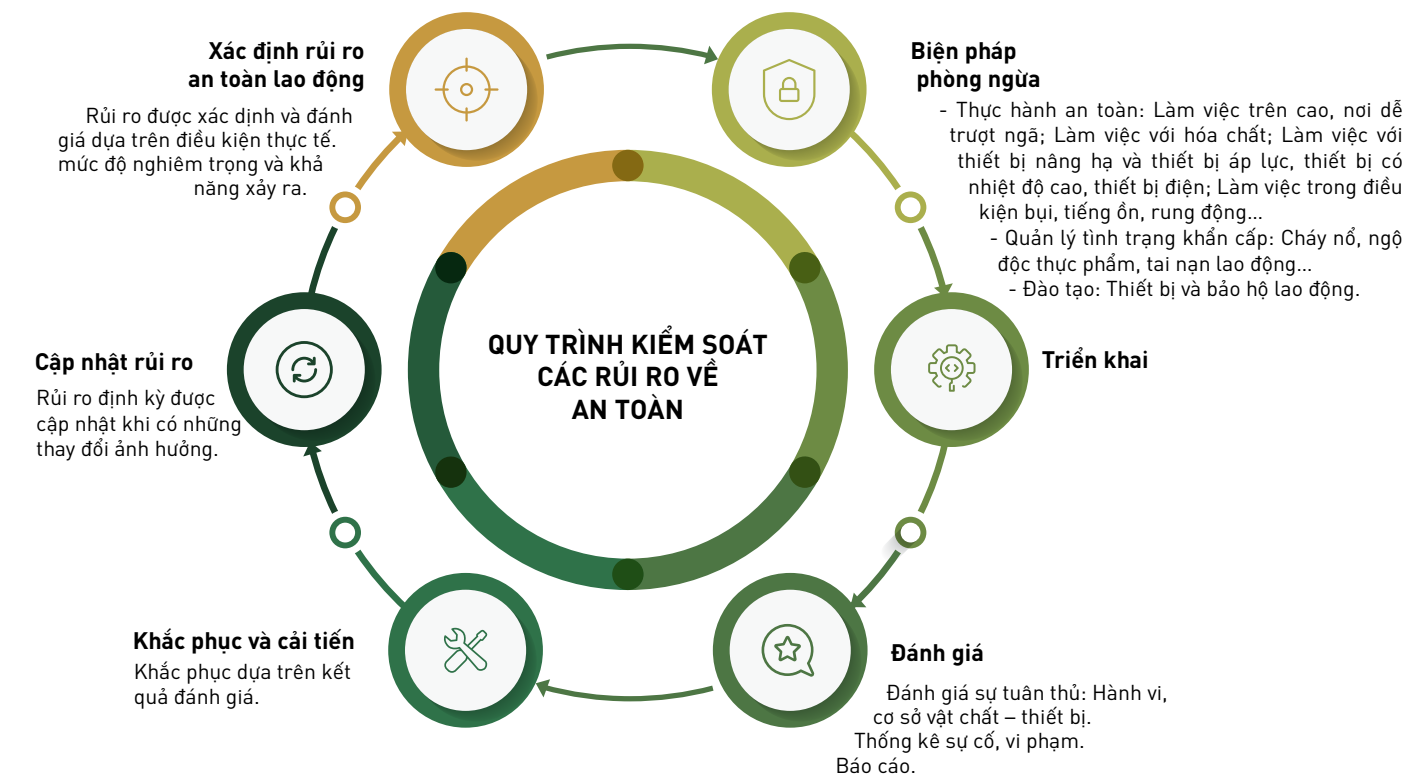 Xác định rủi ro
an toàn lao động
Rủi ro được xác dịnh và đánh
giá dựa trên điều kiện thực tế.
mức độ nghiêm trọng và khả
năng xảy ra.
Biện pháp
phòng ngừa
- Thực hành an toàn: Làm việc trên cao, nơi dễ
trượt ngã; Làm việc với hóa chất; Làm việc với
thiết bị nâng hạ và thiết bị áp lực, thiết bị có
nhiệt độ cao, thiết bị điện; Làm việc trong điều
kiện bụi, tiếng ồn, rung động...
- Quản lý tình trạng khẩn cấp: Cháy nổ, ngộ
độc thực phẩm, tai nạn lao động...
- Đào tạo: Thiết bị và bảo hộ lao động.
QUY TRÌNH KIỂM SOÁT
CÁC RỦI RO VỀ
AN TOÀN
Triển khai
Đánh giá
Đánh giá sự tuân thủ: Hành vi,
cơ sở vật chất – thiết bị.
Thống kê sự cố, vi phạm.
Báo cáo.
Khắc phục và cải tiến
Khắc phục dựa trên kết
quả đánh giá.
Cập nhật rủi ro
Rủi ro định kỳ được
cập nhật khi có những
thay đổi ảnh hưởng.